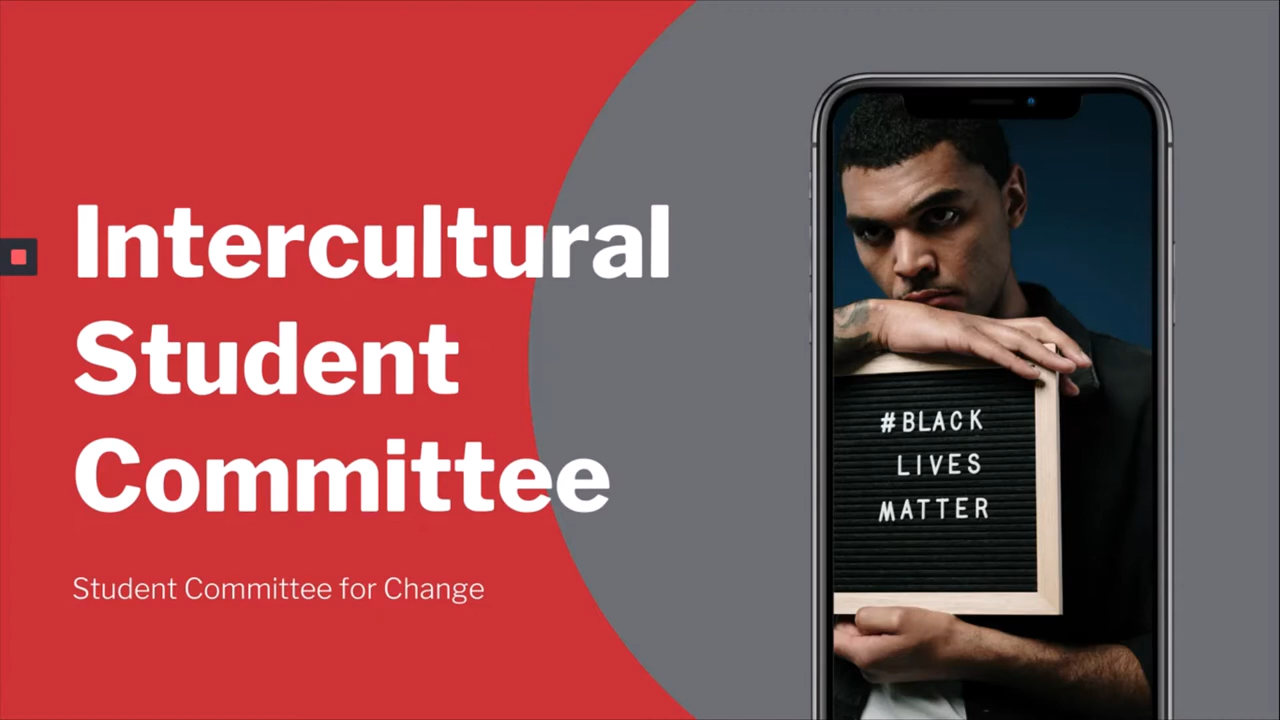 Intercultural
Student
Committee
Student Committee for Change
#BLACK
LIVES
MATTER